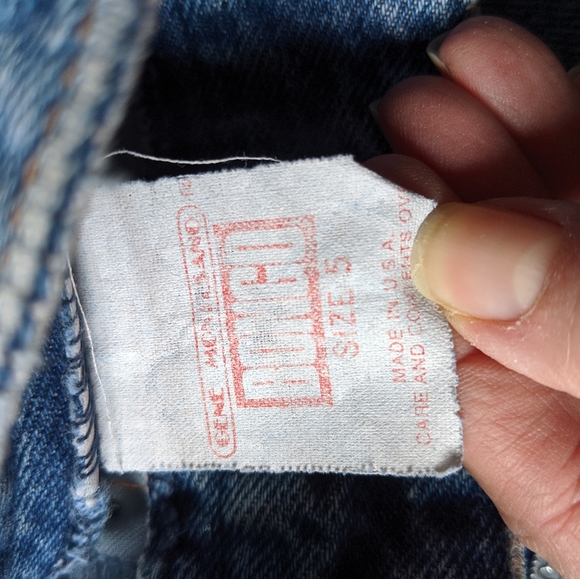 GENE MONTESANO
BONGO
SIZE 5
MADE IN U.S.A.
CARE AND CONTENTS OV